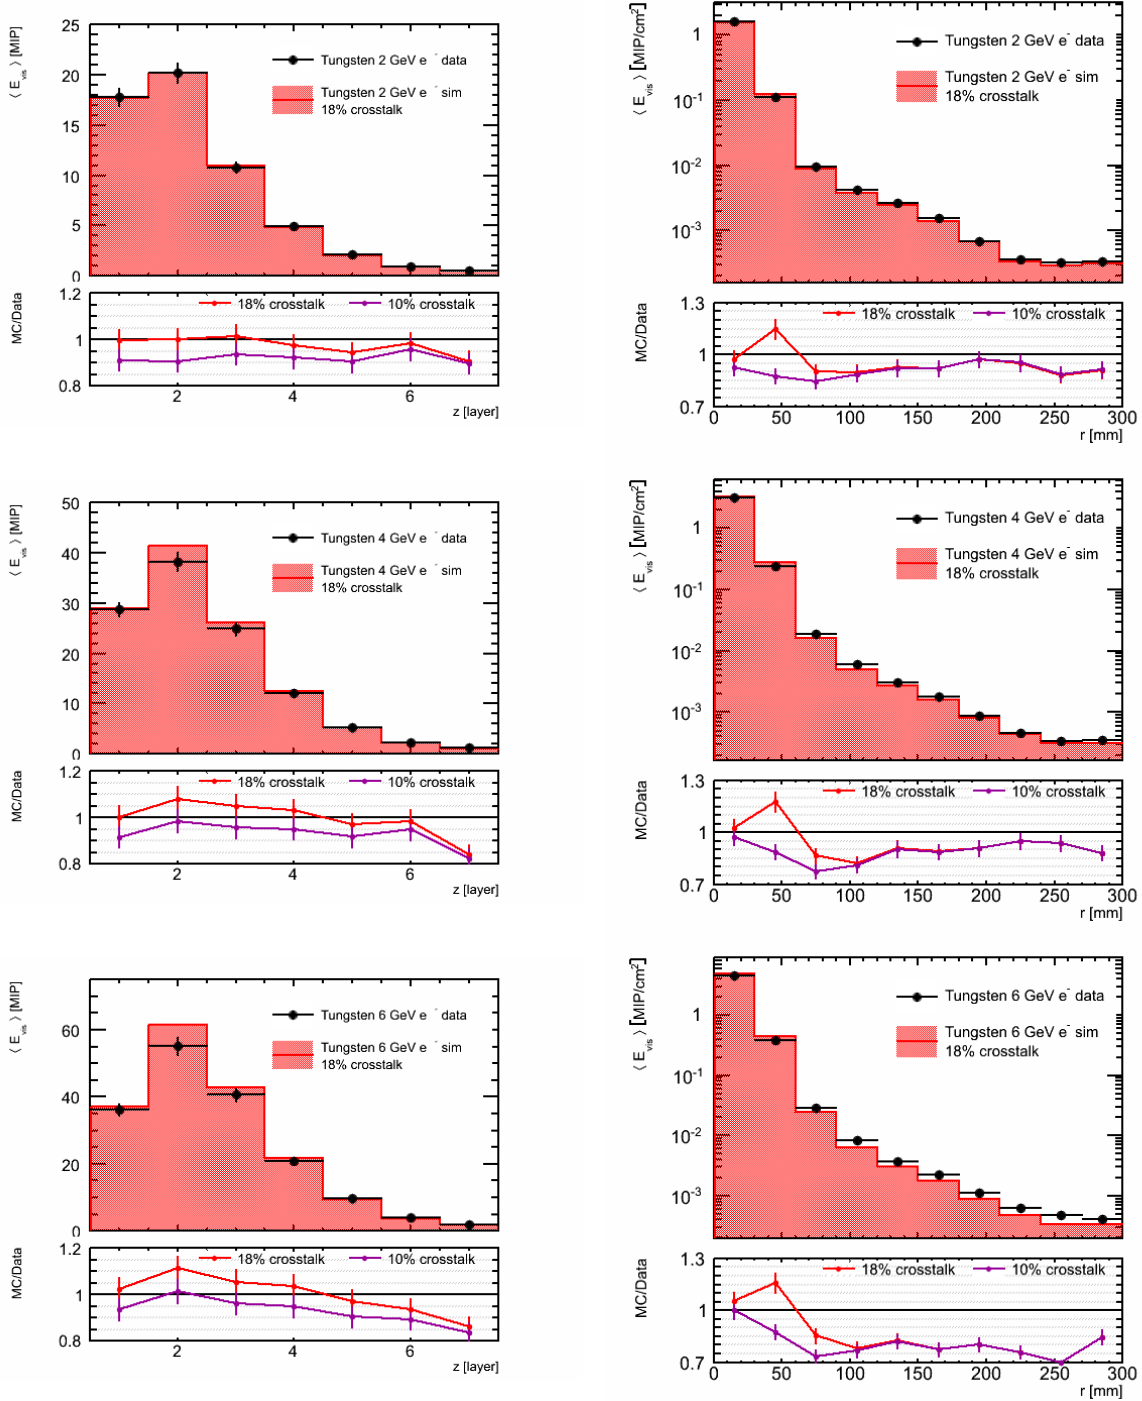 ⟨ E_vis ⟩ [MIP]
25
20
15
10
5
0
Tungsten 2 GeV e⁻ data
Tungsten 2 GeV e⁻ sim
18% crosstalk
MC/Data
1.2
1
0.8
18% crosstalk
10% crosstalk
2
4
6
z [layer]
⟨ E_vis ⟩ [MIP/cm²]
1
10⁻¹
10⁻²
10⁻³
Tungsten 2 GeV e⁻ data
Tungsten 2 GeV e⁻ sim
18% crosstalk
MC/Data
1.3
1
0.7
18% crosstalk
10% crosstalk
0
50
100
150
200
250
300
r [mm]
⟨ E_vis ⟩ [MIP]
50
40
30
20
10
0
Tungsten 4 GeV e⁻ data
Tungsten 4 GeV e⁻ sim
18% crosstalk
MC/Data
1.2
1
0.8
18% crosstalk
10% crosstalk
2
4
6
z [layer]
⟨ E_vis ⟩ [MIP/cm²]
1
10⁻¹
10⁻²
10⁻³
Tungsten 4 GeV e⁻ data
Tungsten 4 GeV e⁻ sim
18% crosstalk
MC/Data
1.3
1
0.7
18% crosstalk
10% crosstalk
0
50
100
150
200
250
300
r [mm]
⟨ E_vis ⟩ [MIP]
60
40
20
0
Tungsten 6 GeV e⁻ data
Tungsten 6 GeV e⁻ sim
18% crosstalk
MC/Data
1.2
1
0.8
18% crosstalk
10% crosstalk
2
4
6
z [layer]
⟨ E_vis ⟩ [MIP/cm²]
1
10⁻¹
10⁻²
10⁻³
Tungsten 6 GeV e⁻ data
Tungsten 6 GeV e⁻ sim
18% crosstalk
MC/Data
1.3
1
0.7
18% crosstalk
10% crosstalk
0
50
100
150
200
250
300
r [mm]